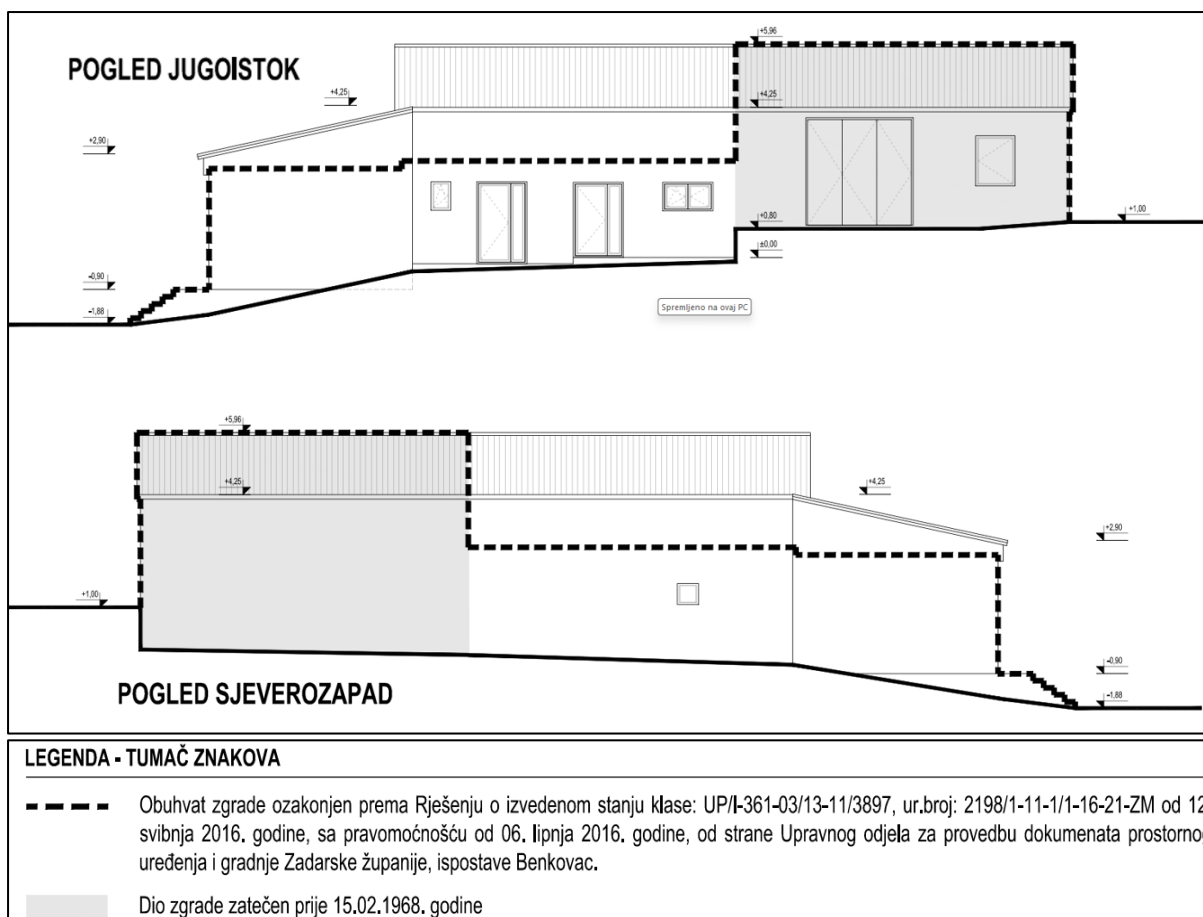 +5,96
POGLED JUGOISTOK
+4,25
+4,25
+2,90
+0,80
+1,00
±0,00
-0,90
Spremljeno na ovaj PC
-1,88
+5,96
+4,25
+4,25
+2,90
+1,00
-0,90
POGLED SJEVEROZAPAD
-1,88
LEGENDA - TUMAČ ZNAKOVA
Obuhvat zgrade ozakonjen prema Rješenju o izvedenom stanju klase: UP/I-361-03/13-11/3897, ur.broj: 2198/1-11-1/1-16-21-ZM od 12
svibnja 2016. godine, sa pravomoćnošću od 06. lipnja 2016. godine, od strane Upravnog odjela za provedbu dokumenata prostorno
uređenja i gradnje Zadarske županije, ispostave Benkovac.
Dio zgrade zatečen prije 15.02.1968. godine